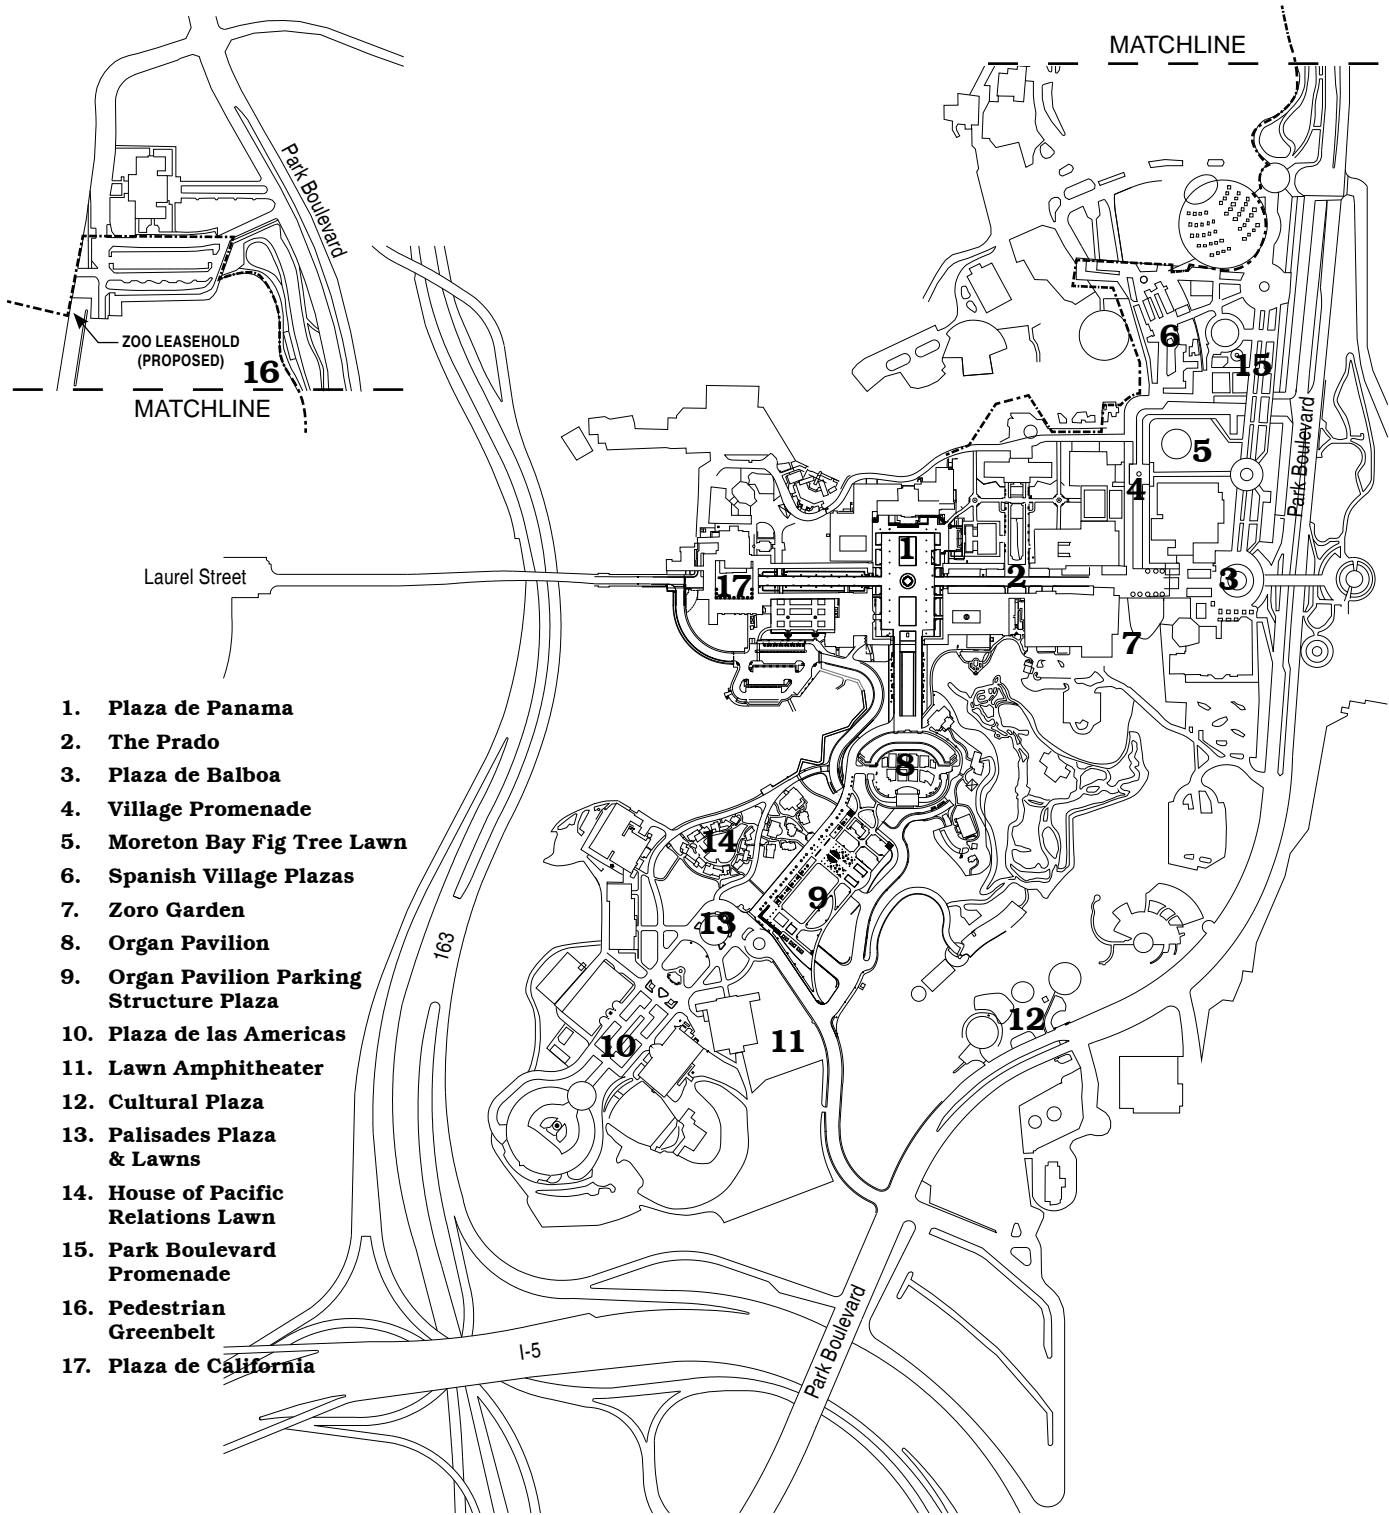 MATCHLINE
Park Boulevard
ZOO LEASEHOLD
(PROPOSED)
16
MATCHLINE
6
15
5
4
Park Boulevard
1
Laurel Street
17
2
3
7
8
14
9
13
163
10
11
12
1. Plaza de Panama
2. The Prado
3. Plaza de Balboa
4. Village Promenade
5. Moreton Bay Fig Tree Lawn
6. Spanish Village Plazas
7. Zoro Garden
8. Organ Pavilion
9. Organ Pavilion Parking
Structure Plaza
10. Plaza de las Americas
11. Lawn Amphitheater
12. Cultural Plaza
13. Palisades Plaza
& Lawns
14. House of Pacific
Relations Lawn
15. Park Boulevard
Promenade
16. Pedestrian
Greenbelt
17. Plaza de California
I-5
Park Boulevard